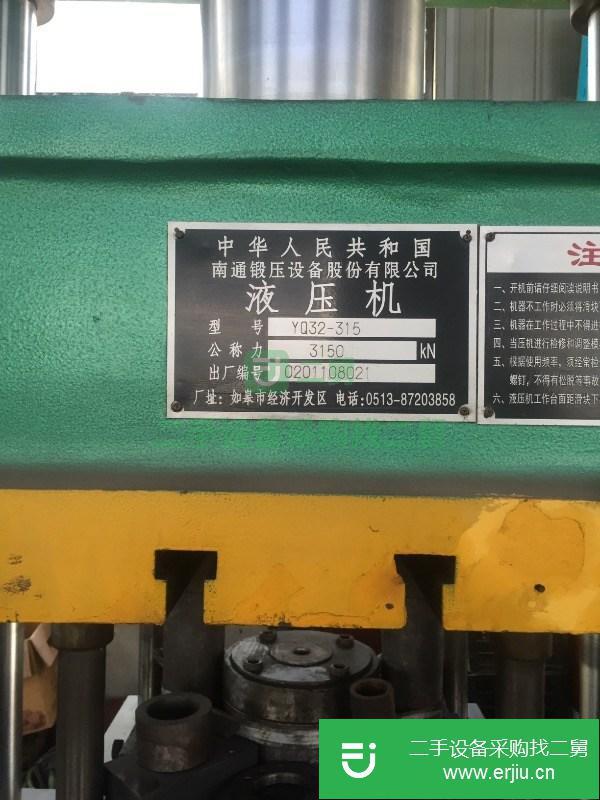 中华人民共和国
南通锻压设备股份有限公司
液压机
型 号 YQ32-315
公称力 3150 kN
出厂编号 0201108021
厂址：如皋市经济开发区 电话：0513-87203858
注
一、开机前请仔细阅读说明书
二、机器不工作时必须将滑块
三、机器在工作过程中不得进
四、当压机进行检修和调整模
五、根据使用频率，须经常检
螺钉，不得有松脱等事故
六、液压机工作台面距滑块下
二舅
二手设备采购找二舅
www.erjiu.cn